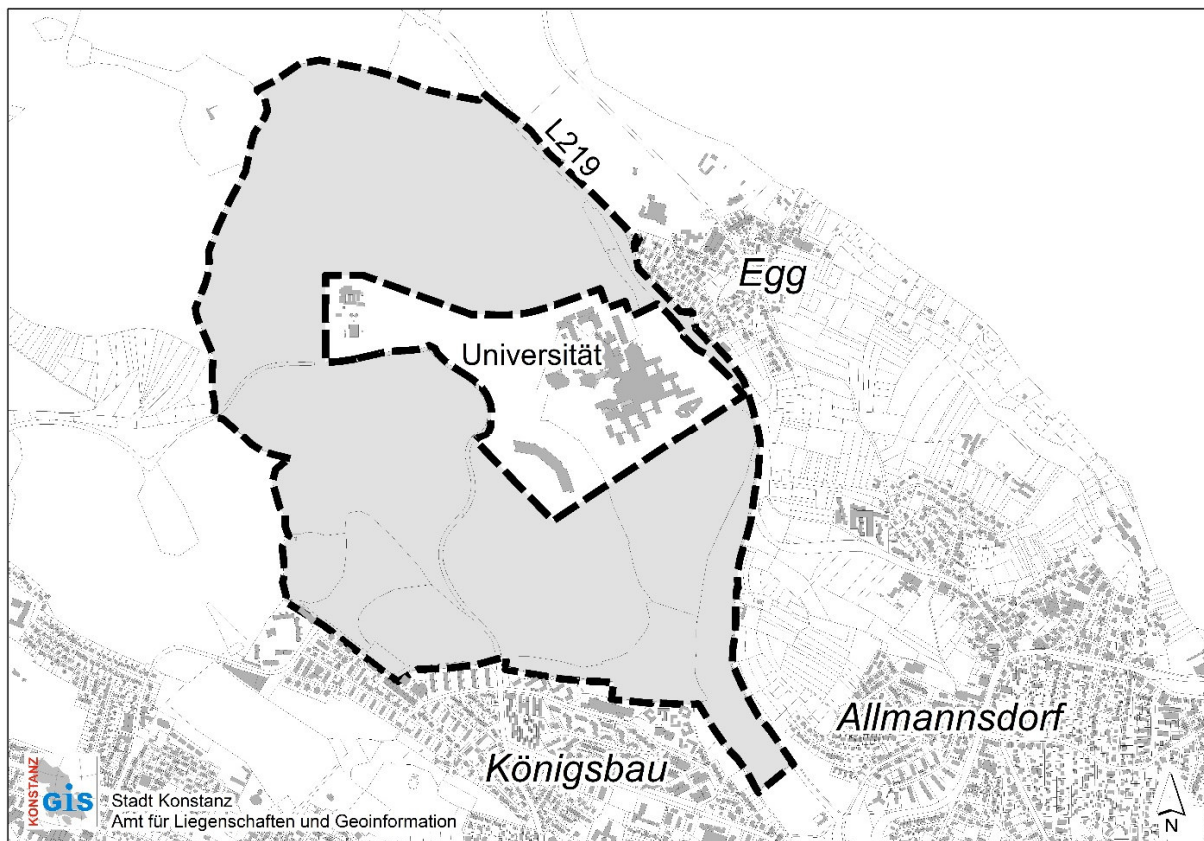 L219
Egg
Universität
Allmannsdorf
Königsbau
KONSTANZ
GIS
Stadt Konstanz
Amt für Liegenschaften und Geoinformation
N